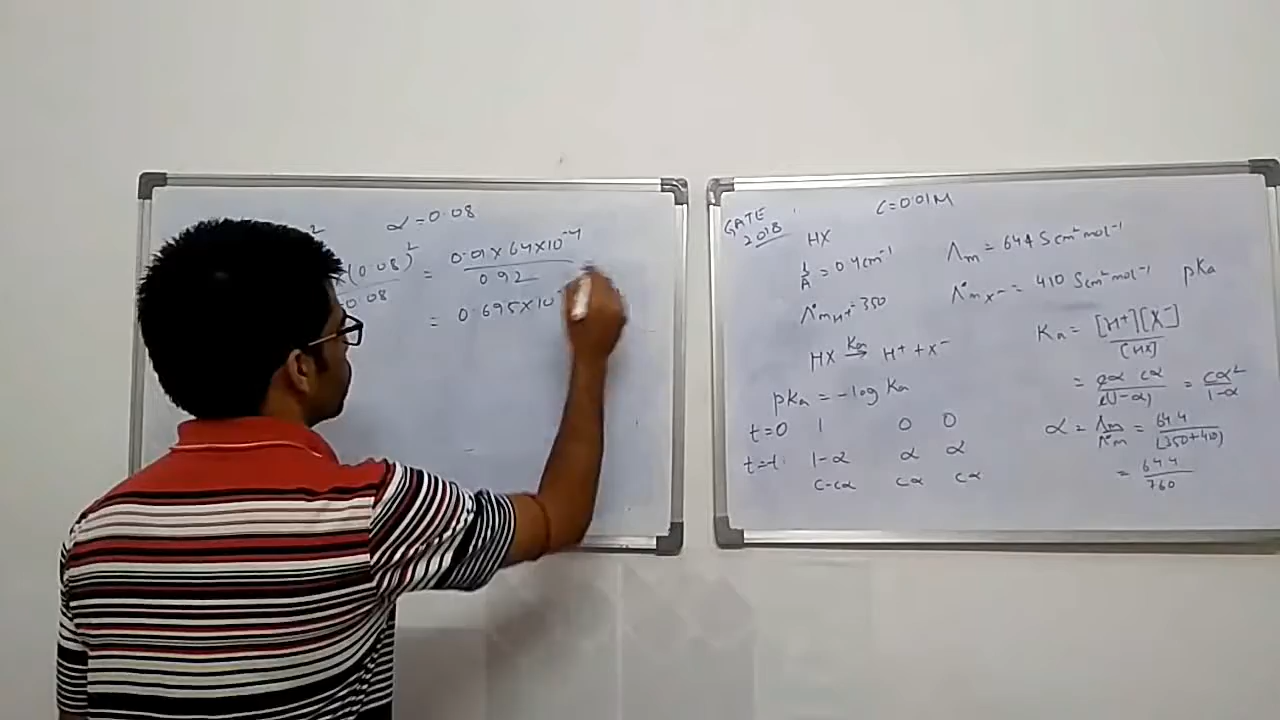 α = 0.08
2
x(0.08)² = 0.01 x 64 x 10⁻⁴
0.08
0 92
= 0.695 x 10
GATE 2018
C = 0.01M
HX
l/A = 0.4 cm⁻¹
Λ°mH+ = 350
HX Ka→ H⁺ + X⁻
pKa = -log Ka
t=0 1 0 0
t=t 1-α α α
C-Cα Cα Cα
Λm = 64.4 S cm² mol⁻¹
Λ°mX⁻ = 410 S cm² mol⁻¹ pKa
Ka = [H⁺][X⁻]
[HX]
= Cα Cα / C(1-α) = Cα² / 1-α
α = Λm / Λ°m = 64.4 / (350+410)
= 64.4 / 760